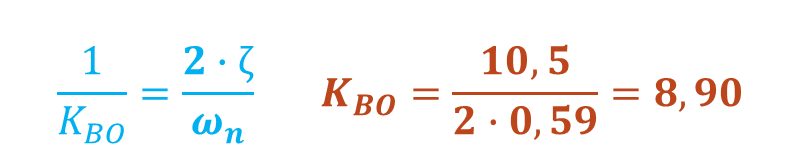 1/K_BO = 2 · ζ/ω_n    K_BO = 10,5/2 · 0,59 = 8,90